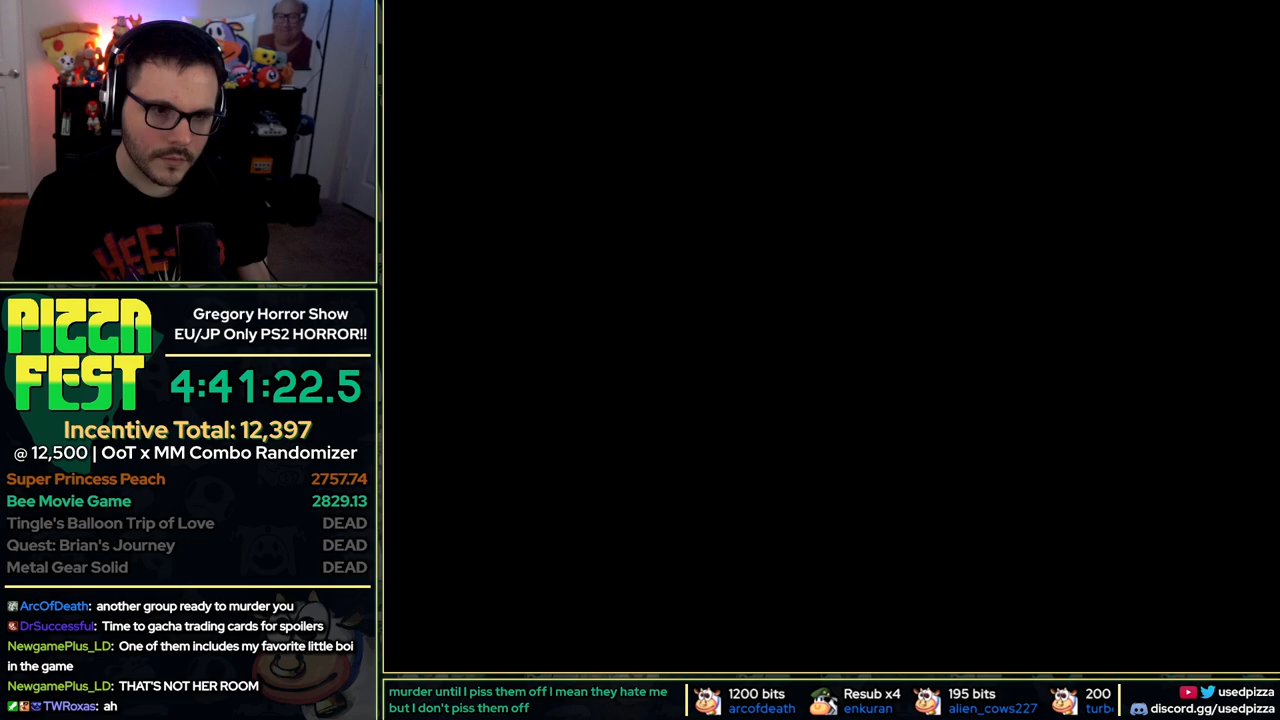 PIZZA
FEST
Gregory Horror Show
EU/JP Only PS2 HORROR!!
4:41:22.5
Incentive Total: 12,397
@ 12,500 | OoT x MM Combo Randomizer
Super Princess Peach 2757.74
Bee Movie Game 2829.13
Tingle's Balloon Trip of Love DEAD
Quest: Brian's Journey DEAD
Metal Gear Solid DEAD
ArcOfDeath: another group ready to murder you
DrSuccessful: Time to gacha trading cards for spoilers
NewgamePlus_LD: One of them includes my favorite little boi
in the game
NewgamePlus_LD: THAT'S NOT HER ROOM
TWRoxas: ah
murder until I piss them off I mean they hate me
but I don't piss them off
1200 bits
arcofdeath
Resub x4
enkuran
195 bits
alien_cows227
200
turb
usedpizza
discord.gg/usedpizza